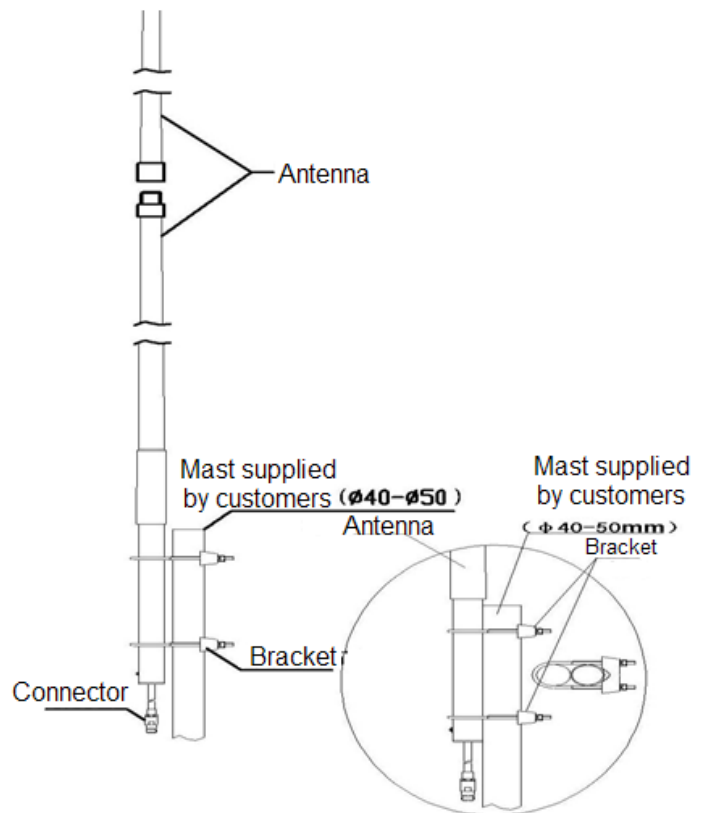 Antenna
Mast supplied
by customers (Ø40-Ø50)
Mast supplied
by customers
(Φ40-50mm)
Antenna
Bracket
Bracket
Connector